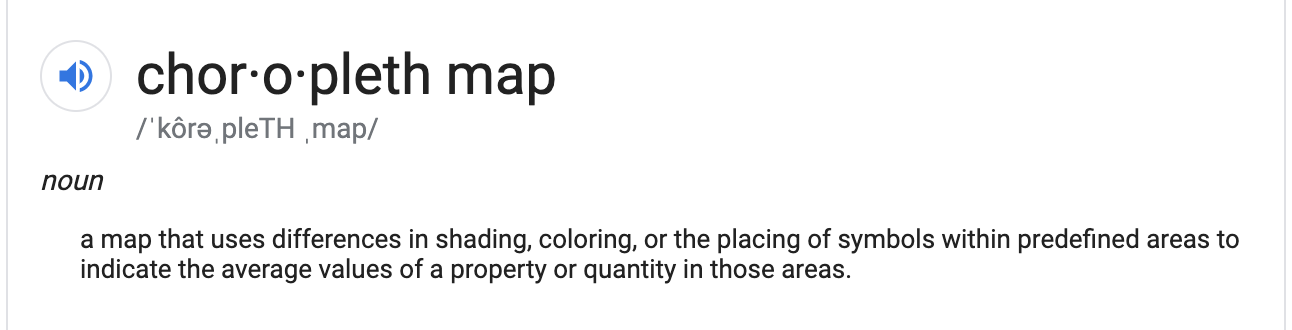 chor·o·pleth map
/ˈkôrəˌpleTH ˌmap/
noun
a map that uses differences in shading, coloring, or the placing of symbols within predefined areas to
indicate the average values of a property or quantity in those areas.